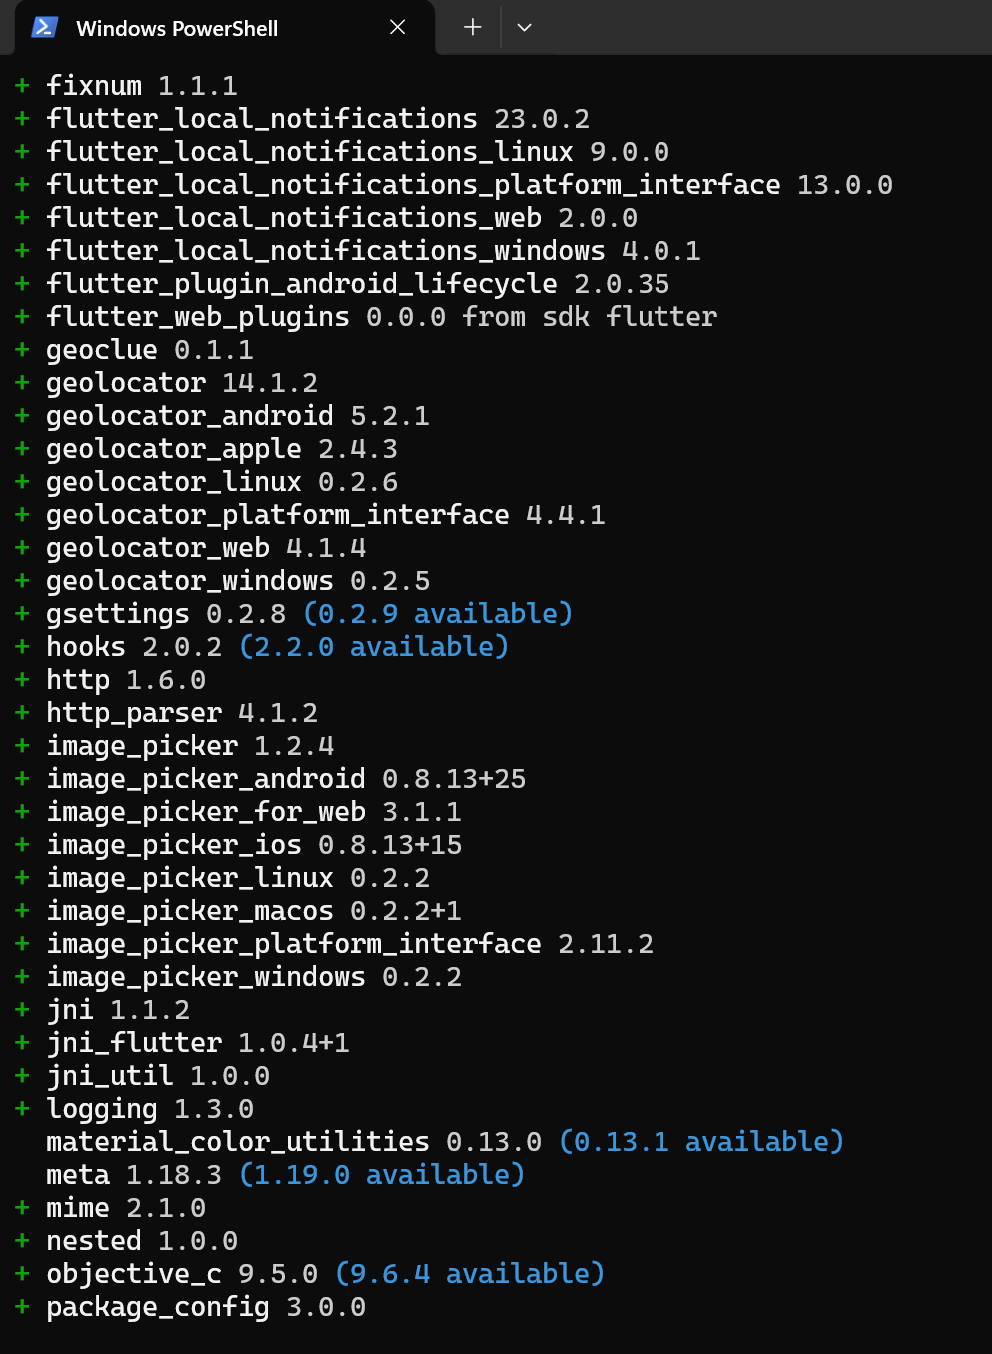 Windows PowerShell
+ fixnum 1.1.1
+ flutter_local_notifications 23.0.2
+ flutter_local_notifications_linux 9.0.0
+ flutter_local_notifications_platform_interface 13.0.0
+ flutter_local_notifications_web 2.0.0
+ flutter_local_notifications_windows 4.0.1
+ flutter_plugin_android_lifecycle 2.0.35
+ flutter_web_plugins 0.0.0 from sdk flutter
+ geoclue 0.1.1
+ geolocator 14.1.2
+ geolocator_android 5.2.1
+ geolocator_apple 2.4.3
+ geolocator_linux 0.2.6
+ geolocator_platform_interface 4.4.1
+ geolocator_web 4.1.4
+ geolocator_windows 0.2.5
+ gsettings 0.2.8 (0.2.9 available)
+ hooks 2.0.2 (2.2.0 available)
+ http 1.6.0
+ http_parser 4.1.2
+ image_picker 1.2.4
+ image_picker_android 0.8.13+25
+ image_picker_for_web 3.1.1
+ image_picker_ios 0.8.13+15
+ image_picker_linux 0.2.2
+ image_picker_macos 0.2.2+1
+ image_picker_platform_interface 2.11.2
+ image_picker_windows 0.2.2
+ jni 1.1.2
+ jni_flutter 1.0.4+1
+ jni_util 1.0.0
+ logging 1.3.0
material_color_utilities 0.13.0 (0.13.1 available)
meta 1.18.3 (1.19.0 available)
+ mime 2.1.0
+ nested 1.0.0
+ objective_c 9.5.0 (9.6.4 available)
+ package_config 3.0.0